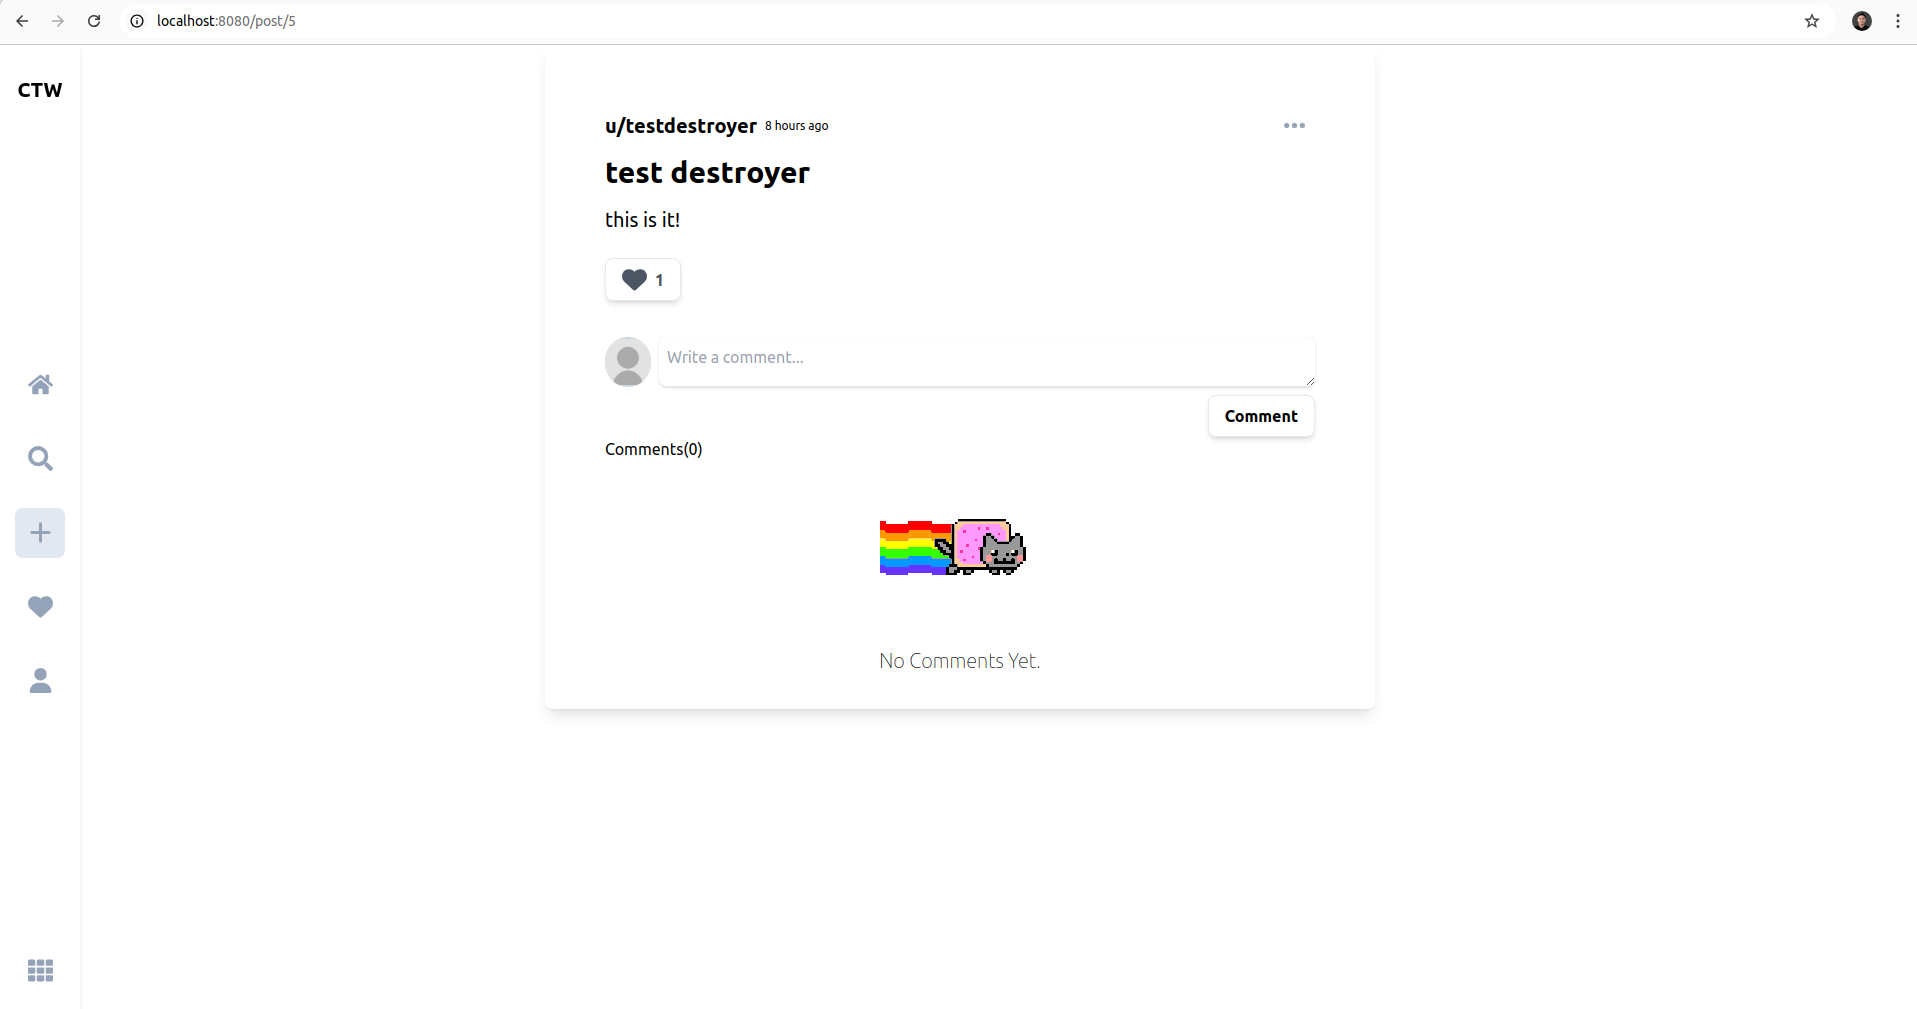 localhost:8080/post/5
CTW
u/testdestroyer 8 hours ago
test destroyer
this is it!
1
Write a comment...
Comment
Comments(0)
No Comments Yet.